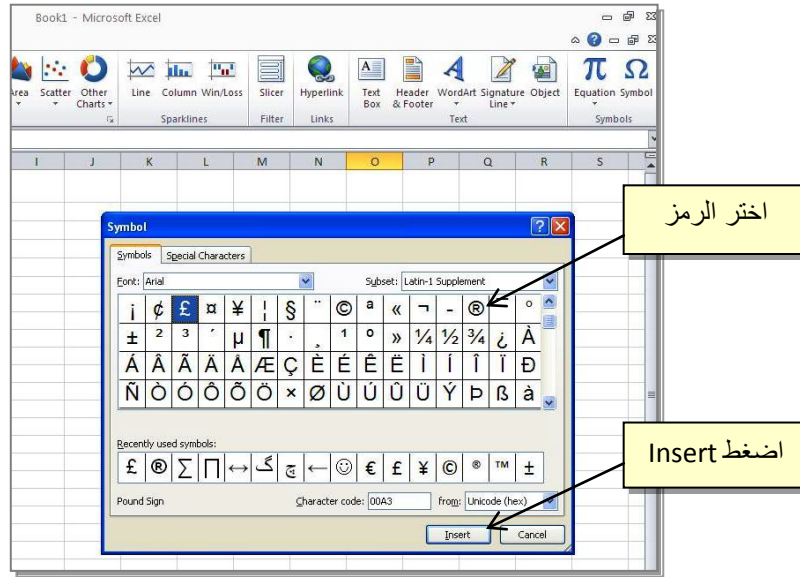 Book1 - Microsoft Excel
Area Scatter Other Charts Line Column Win/Loss Slicer Hyperlink Text Box Header & Footer WordArt Signature Line Object Equation Symbol
Sparklines Filter Links Text Symbols
I J K L M N O P Q R S
Symbol
اختر الرمز
Symbols Special Characters
Font: Arial Subset: Latin-1 Supplement
¡ ¢ £ ¤ ¥ ¦ § ¨ © ª « ¬ - ® ¯ °
± ² ³ ´ µ ¶ · ¸ ¹ º » ¼ ½ ¾ ¿ À
Á Â Ã Ä Å Æ Ç È É Ê Ë Ì Í Î Ï Ð
Ñ Ò Ó Ô Õ Ö × Ø Ù Ú Û Ü Ý Þ ß à
Recently used symbols:
£ ® ∑ ∏ ↔ گ چ ← ☺ € £ ¥ © ® ™ ±
اضغط Insert
Pound Sign Character code: 00A3 from: Unicode (hex)
Insert Cancel